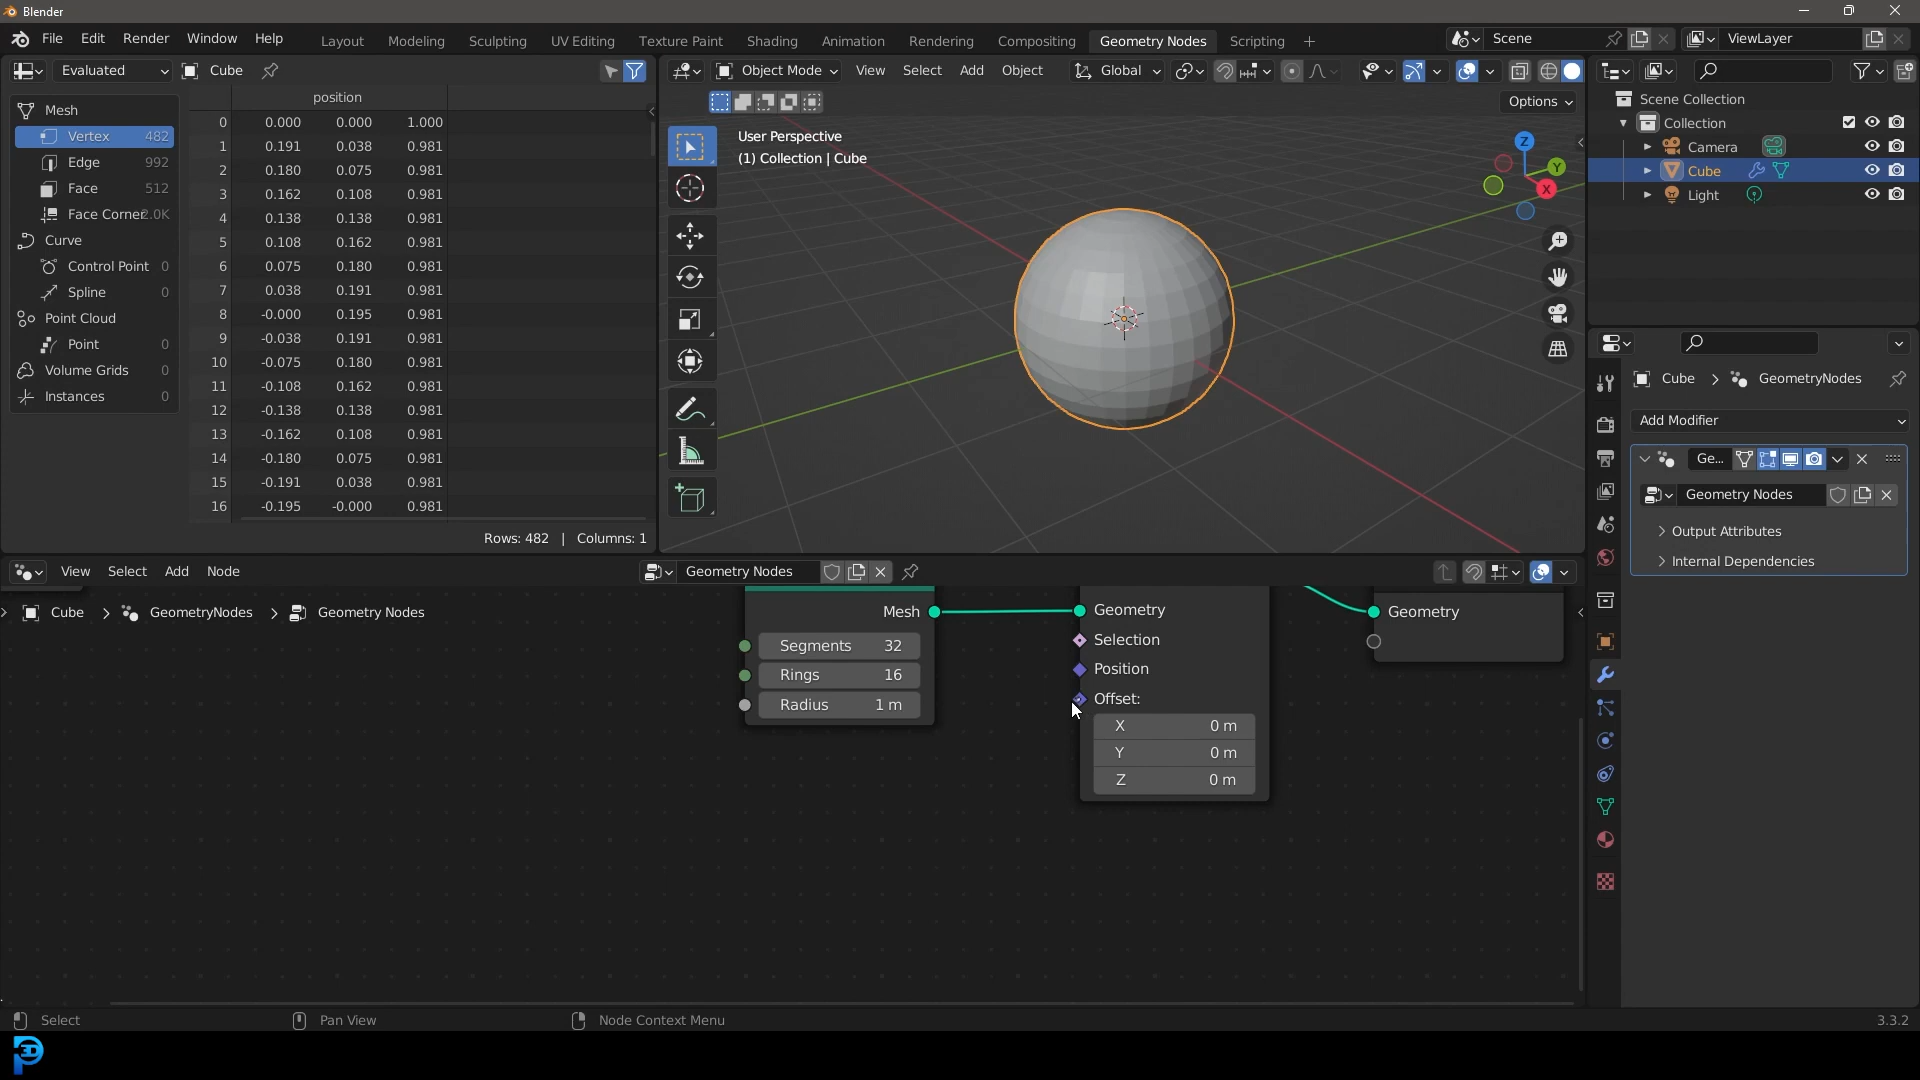 Blender
File Edit Render Window Help
Layout Modeling Sculpting UV Editing Texture Paint Shading Animation Rendering Compositing Geometry Nodes Scripting +
Scene
ViewLayer
Evaluated
Cube
Object Mode View Select Add Object
Global
Options
position
Mesh
Vertex 482
Edge 992
Face 512
Face Corner 2.0K
Curve
Control Point 0
Spline 0
Point Cloud
Point 0
Volume Grids 0
Instances 0
0 0.000 0.000 1.000
1 0.191 0.038 0.981
2 0.180 0.075 0.981
3 0.162 0.108 0.981
4 0.138 0.138 0.981
5 0.108 0.162 0.981
6 0.075 0.180 0.981
7 0.038 0.191 0.981
8 -0.000 0.195 0.981
9 -0.038 0.191 0.981
10 -0.075 0.180 0.981
11 -0.108 0.162 0.981
12 -0.138 0.138 0.981
13 -0.162 0.108 0.981
14 -0.180 0.075 0.981
15 -0.191 0.038 0.981
16 -0.195 -0.000 0.981
Rows: 482 | Columns: 1
User Perspective
(1) Collection | Cube
Z
Y
X
Scene Collection
Collection
Camera
Cube
Light
Cube > GeometryNodes
Add Modifier
Ge...
Geometry Nodes
> Output Attributes
> Internal Dependencies
View Select Add Node
Geometry Nodes
Cube > GeometryNodes > Geometry Nodes
Mesh
Segments 32
Rings 16
Radius 1 m
Geometry
Selection
Position
Offset:
X 0 m
Y 0 m
Z 0 m
Geometry
Select
Pan View
Node Context Menu
3.3.2
3D